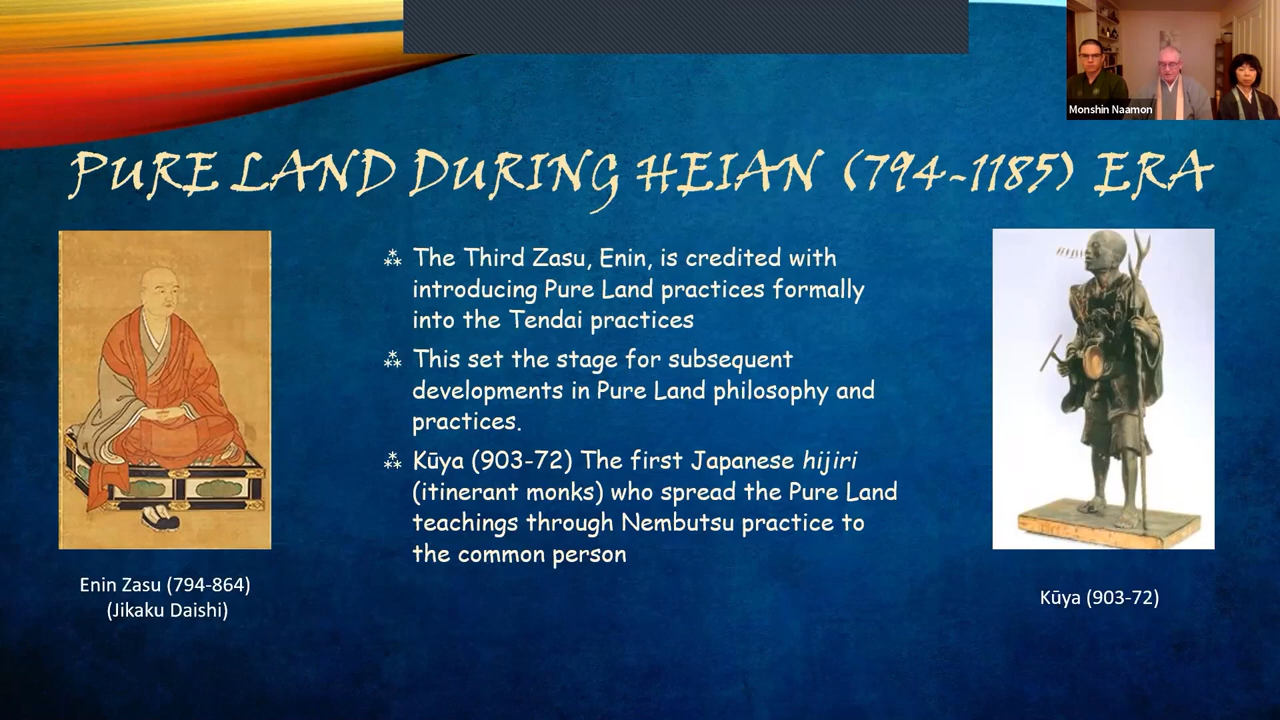 Monshin Naamon
PURE LAND DURING HEIAN (794-1185) ERA
The Third Zasu, Enin, is credited with
introducing Pure Land practices formally
into the Tendai practices
This set the stage for subsequent
developments in Pure Land philosophy and
practices.
Kūya (903-72) The first Japanese hijiri
(itinerant monks) who spread the Pure Land
teachings through Nembutsu practice to
the common person
Enin Zasu (794-864)
(Jikaku Daishi)
Kūya (903-72)